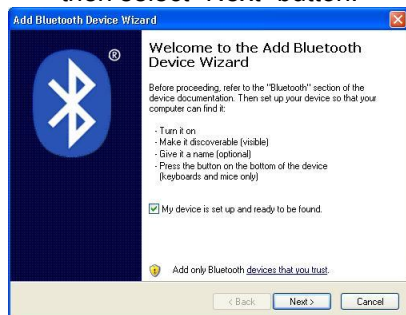 then select "Next" button.
Add Bluetooth Device Wizard
®
Welcome to the Add Bluetooth
Device Wizard
Before proceeding, refer to the "Bluetooth" section of the
device documentation. Then set up your device so that your
computer can find it:
- Turn it on
- Make it discoverable (visible)
- Give it a name (optional)
- Press the button on the bottom of the device
(keyboards and mice only)
My device is set up and ready to be found.
Add only Bluetooth devices that you trust.
< Back
Next >
Cancel